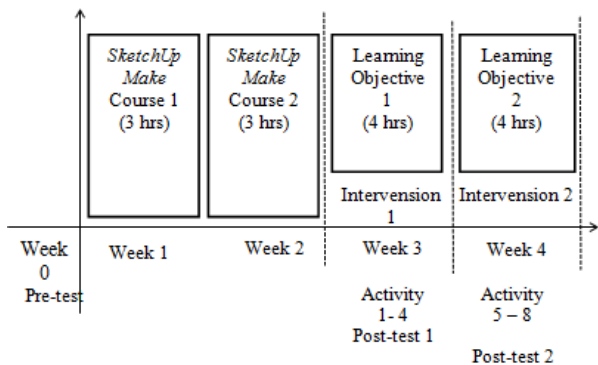 SketchUp
Make
Course 1
(3 hrs)
SketchUp
Make
Course 2
(3 hrs)
Learning
Objective
1
(4 hrs)
Learning
Objective
2
(4 hrs)
Intervension
1
Intervension 2
Week
0
Pre-test
Week 1
Week 2
Week 3
Week 4
Activity
1- 4
Post-test 1
Activity
5 – 8
Post-test 2